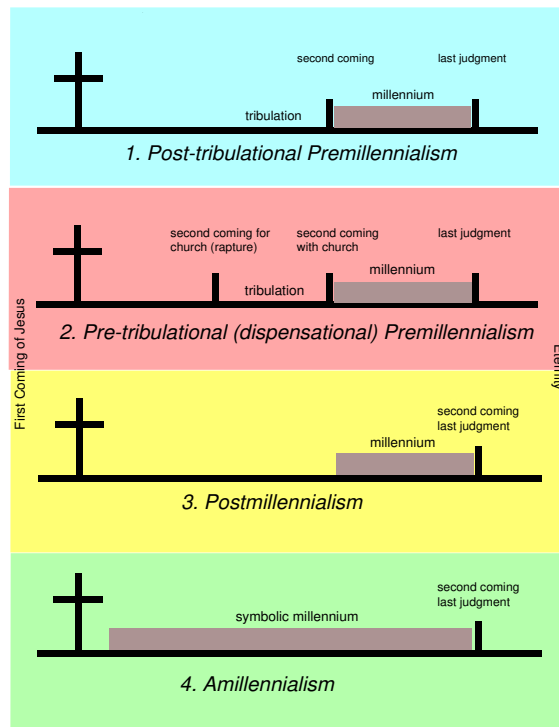 second coming
last judgment
millennium
tribulation
1. Post-tribulational Premillennialism
second coming for
church (rapture)
second coming
with church
last judgment
millennium
tribulation
2. Pre-tribulational (dispensational) Premillennialism
First Coming of Jesus
Eternity
second coming
last judgment
millennium
3. Postmillennialism
second coming
last judgment
symbolic millennium
4. Amillennialism